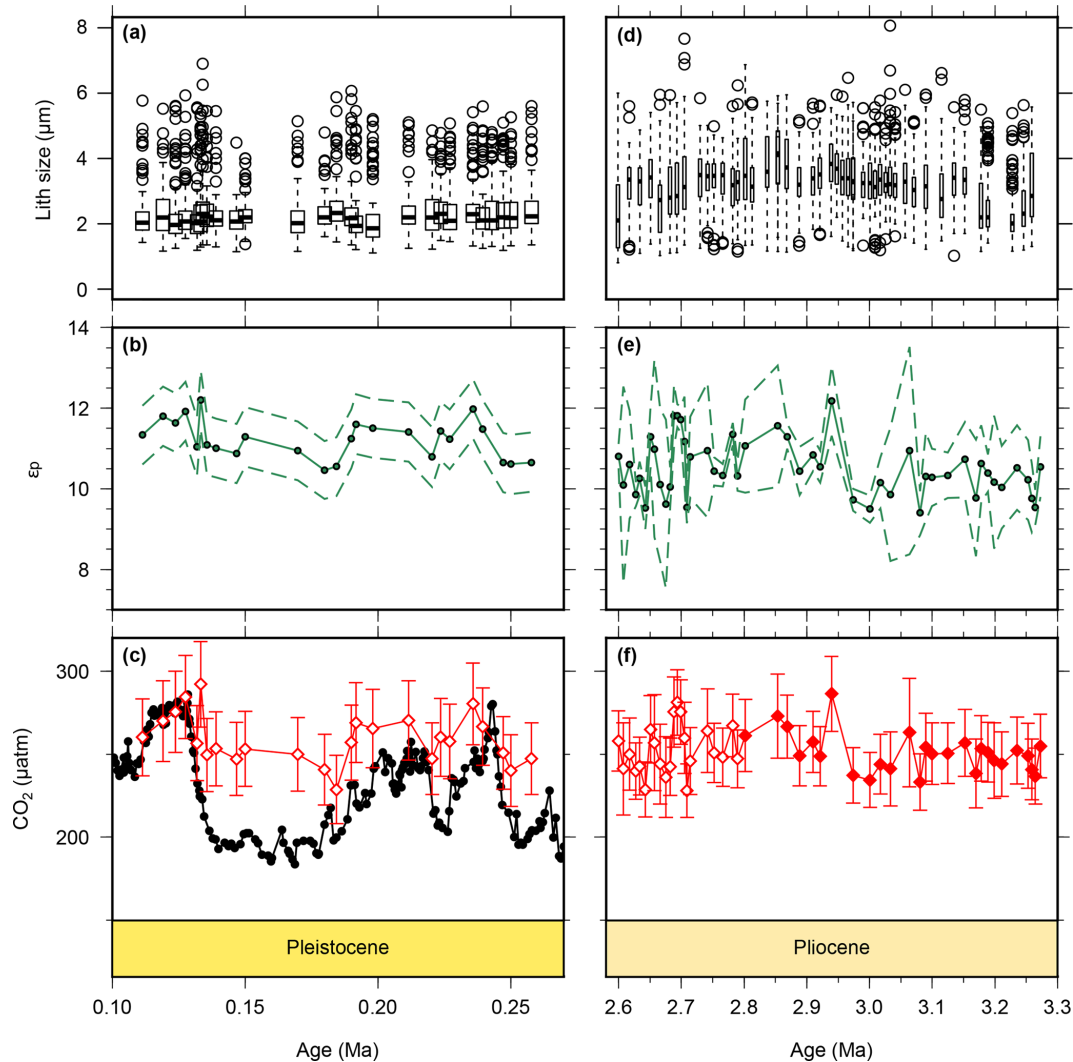 (a)
(d)
Lith size (μm)
8
6
4
2
0
(b)
(e)
εp
14
12
10
8
(c)
(f)
CO2 (μatm)
300
200
Pleistocene
Pliocene
0.10 0.15 0.20 0.25
2.6 2.7 2.8 2.9 3.0 3.1 3.2 3.3
Age (Ma)
Age (Ma)